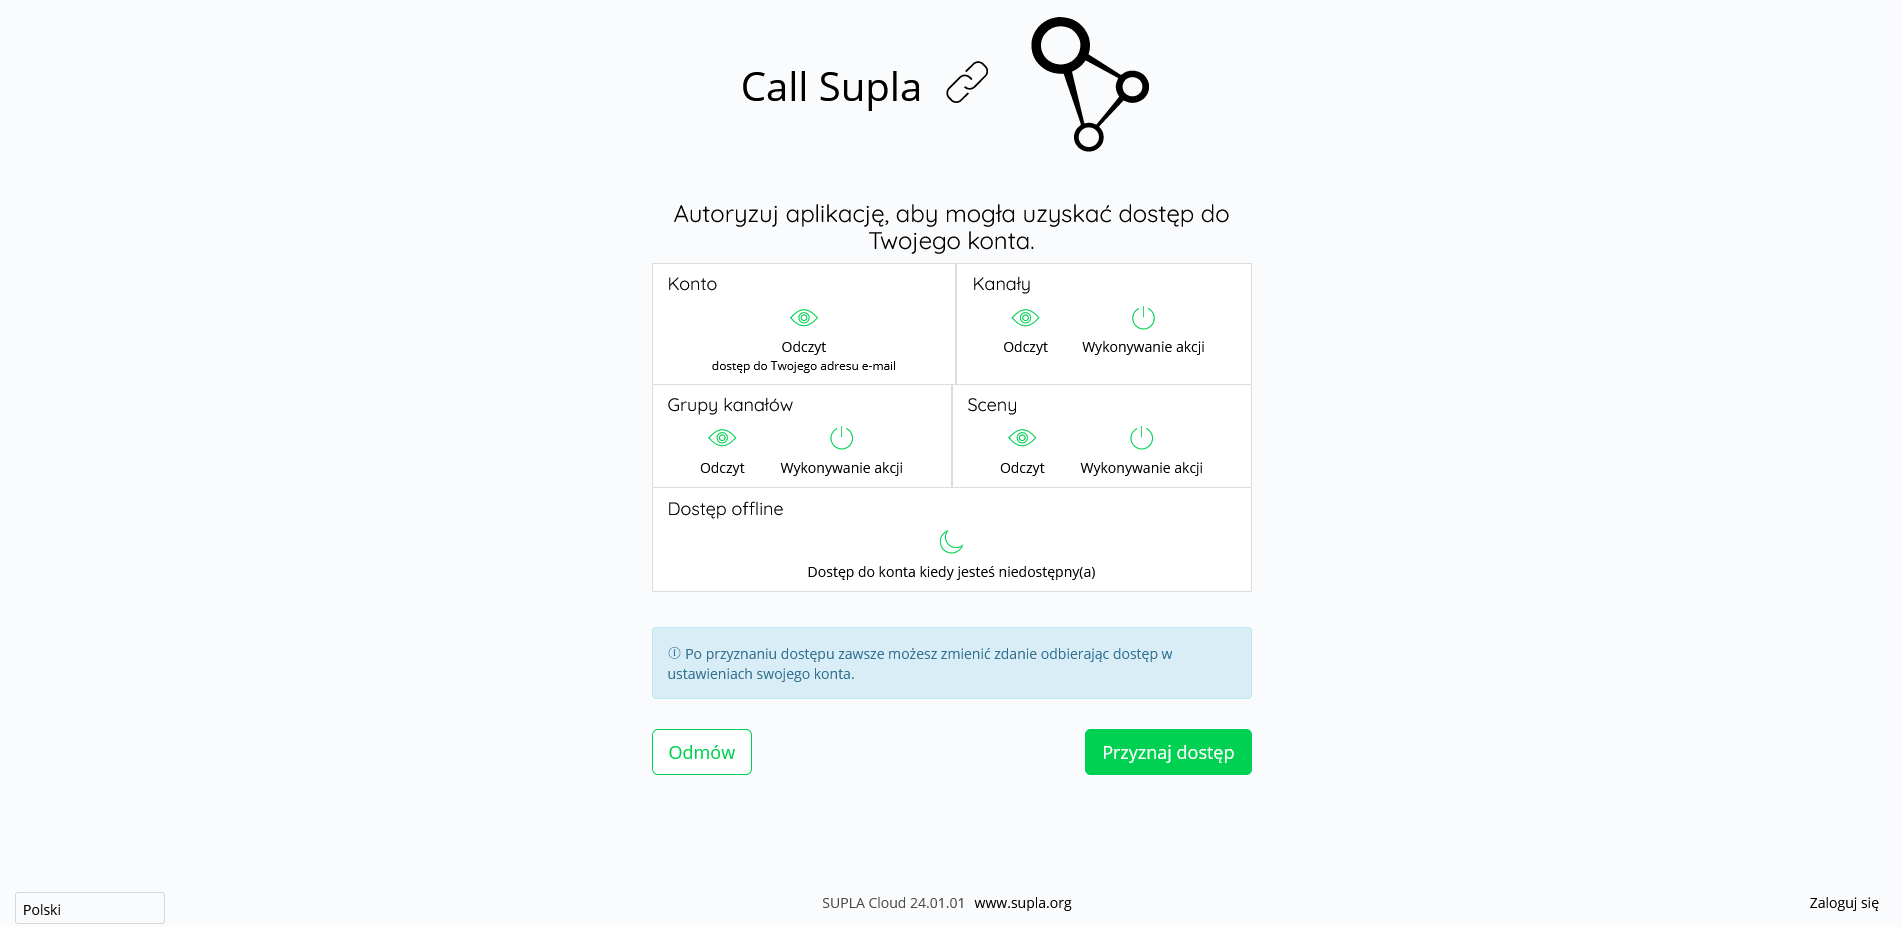 Call Supla
Autoryzuj aplikację, aby mogła uzyskać dostęp do
Twojego konta.
Konto
Odczyt
dostęp do Twojego adresu e-mail
Kanały
Odczyt
Wykonywanie akcji
Grupy kanałów
Odczyt
Wykonywanie akcji
Sceny
Odczyt
Wykonywanie akcji
Dostęp offline
Dostęp do konta kiedy jesteś niedostępny(a)
Po przyznaniu dostępu zawsze możesz zmienić zdanie odbierając dostęp w
ustawieniach swojego konta.
Odmów
Przyznaj dostęp
Polski
SUPLA Cloud 24.01.01 www.supla.org
Zaloguj się